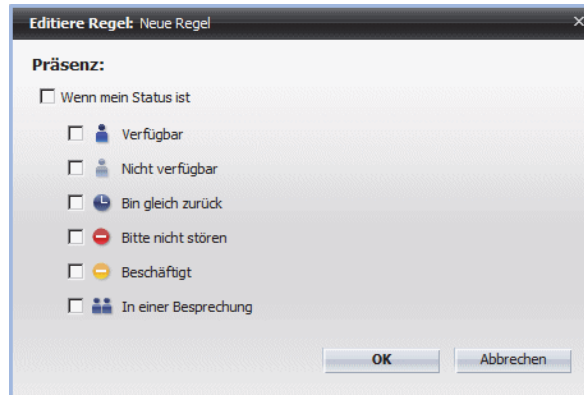 Editiere Regel: Neue Regel
Präsenz:
Wenn mein Status ist
Verfügbar
Nicht verfügbar
Bin gleich zurück
Bitte nicht stören
Beschäftigt
In einer Besprechung
OK Abbrechen